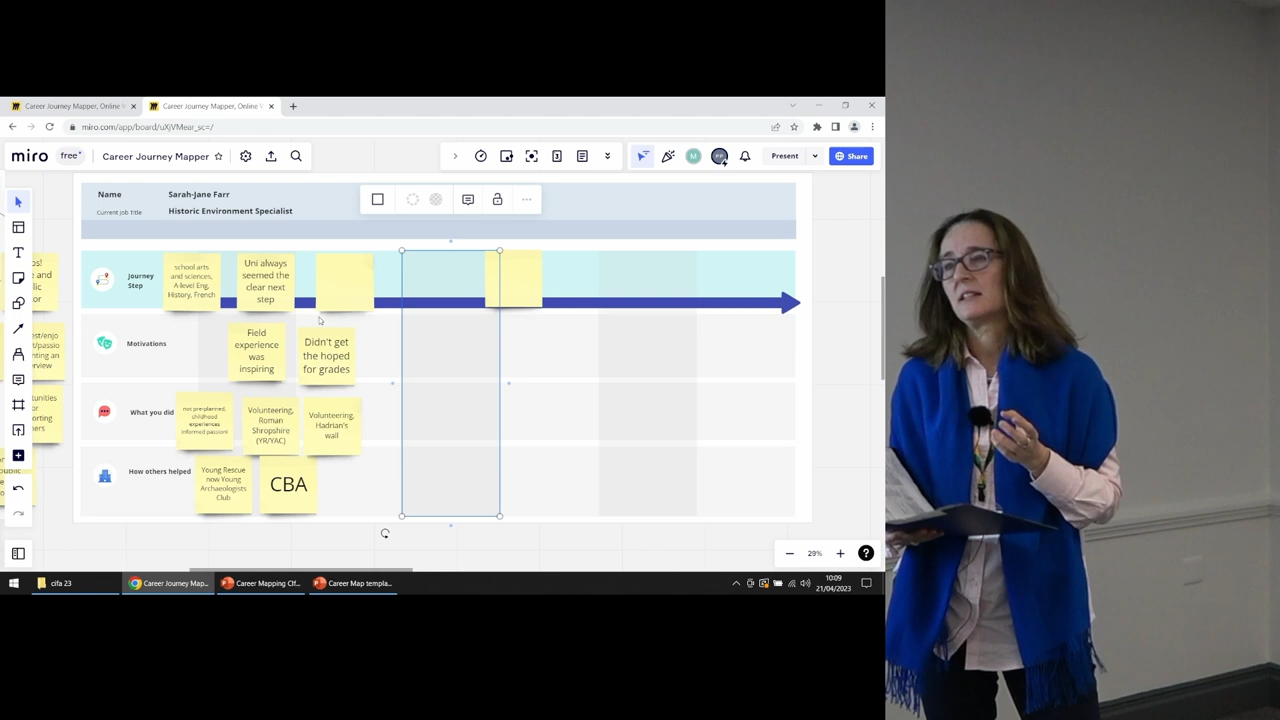 Career Journey Mapper, Online W
Career Journey Mapper, Online W
miro.com/app/board/uXjVMear_sc=/
miro
free
Career Journey Mapper
M
PP
Present
Share
Name
Sarah-Jane Farr
Current Job Title
Historic Environment Specialist
Journey
Step
school arts
and sciences,
A-level Eng,
History, French
Uni always
seemed the
clear next
step
Motivations
Field
experience
was
inspiring
Didn't get
the hoped
for grades
What you did
not pre-planned,
childhood
experiences
informed passion!
Volunteering,
Roman
Shropshire
(YR/YAC)
Volunteering,
Hadrian's
wall
How others helped
Young Rescue
now Young
Archaeologists
Club
CBA
29%
cifa 23
Career Journey Map...
Career Mapping CIf...
Career Map templa...
10:09
21/04/2023